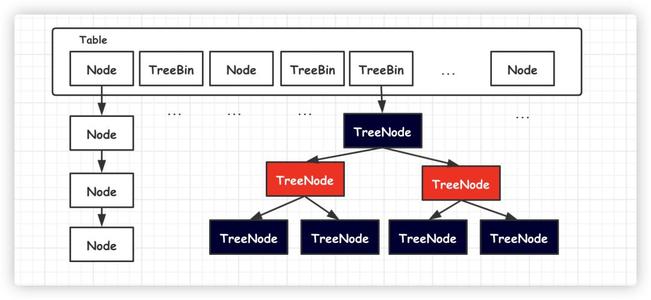 Table
Node TreeBin Node TreeBin TreeBin ... Node
... ... ... ...
Node TreeNode
TreeNode TreeNode
Node
TreeNode TreeNode TreeNode TreeNode
Node